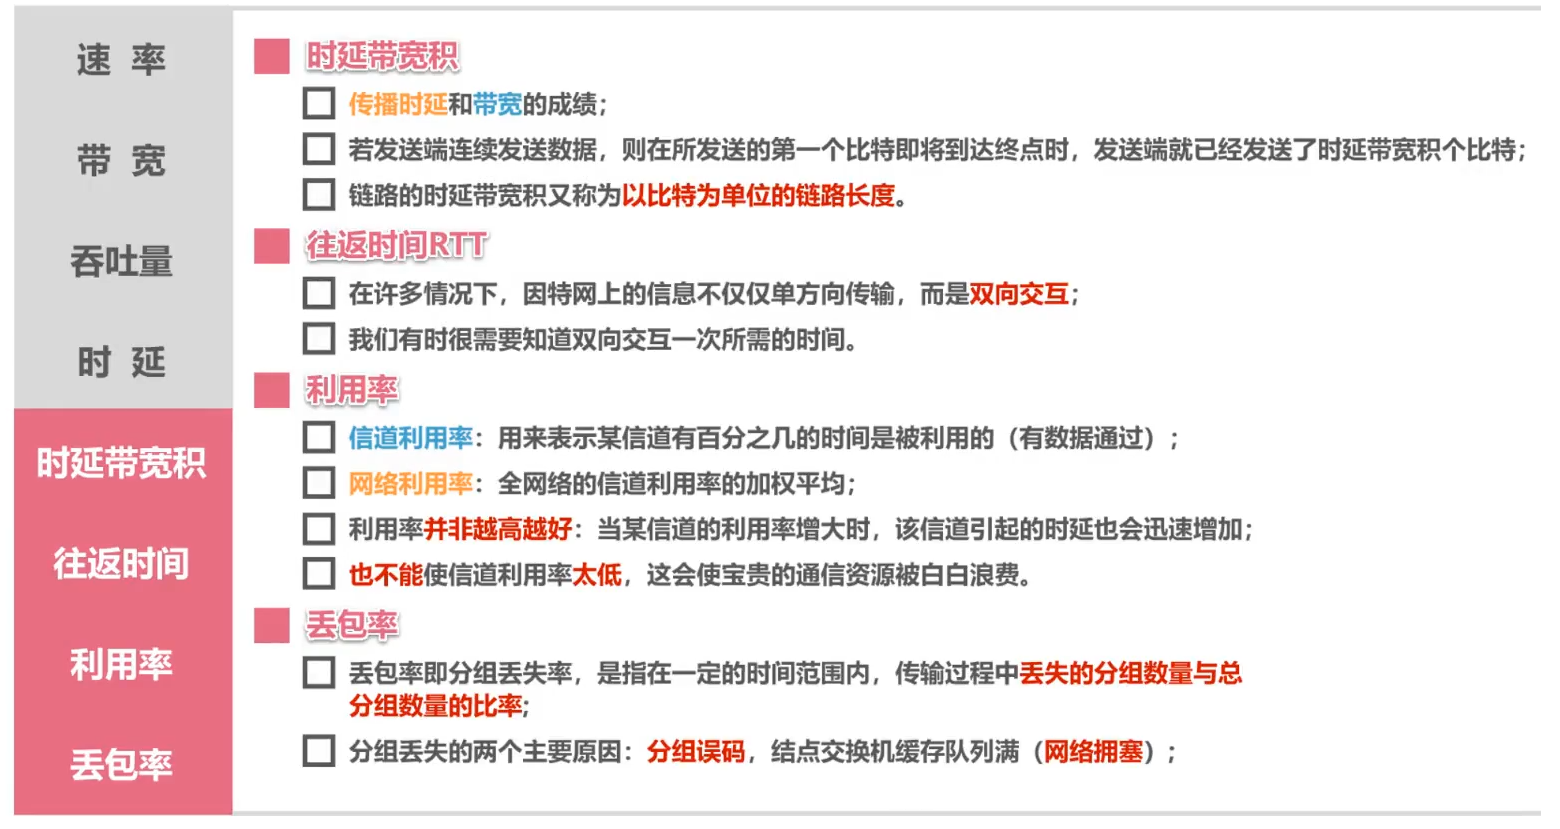 速 率
带 宽
吞吐量
时 延
时延带宽积
往返时间
利用率
丢包率
时延带宽积
传播时延和带宽的成绩；
若发送端连续发送数据，则在所发送的第一个比特即将到达终点时，发送端就已经发送了时延带宽积个比特；
链路的时延带宽积又称为以比特为单位的链路长度。
往返时间RTT
在许多情况下，因特网上的信息不仅仅单方向传输，而是双向交互；
我们有时很需要知道双向交互一次所需的时间。
利用率
信道利用率：用来表示某信道有百分之几的时间是被利用的（有数据通过）；
网络利用率：全网络的信道利用率的加权平均；
利用率并非越高越好：当某信道的利用率增大时，该信道引起的时延也会迅速增加；
也不能使信道利用率太低，这会使宝贵的通信资源被白白浪费。
丢包率
丢包率即分组丢失率，是指在一定的时间范围内，传输过程中丢失的分组数量与总
分组数量的比率；
分组丢失的两个主要原因：分组误码，结点交换机缓存队列满（网络拥塞）；